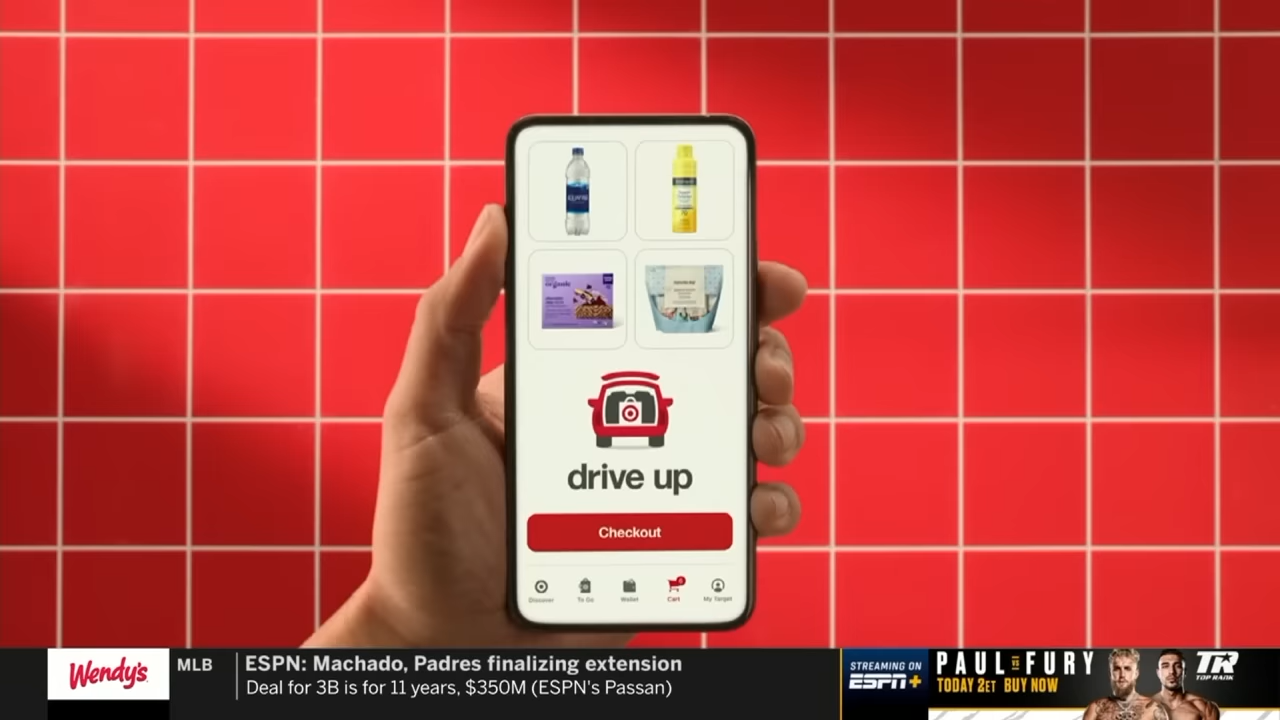 organic
drive up
Checkout
Discover
To Go
Wallet
Cart
My Target
Wendy's
MLB
ESPN: Machado, Padres finalizing extension
Deal for 3B is for 11 years, $350M (ESPN's Passan)
STREAMING ON
ESPN+
PAUL VS FURY
TODAY 2ET BUY NOW
TR
TOP RANK